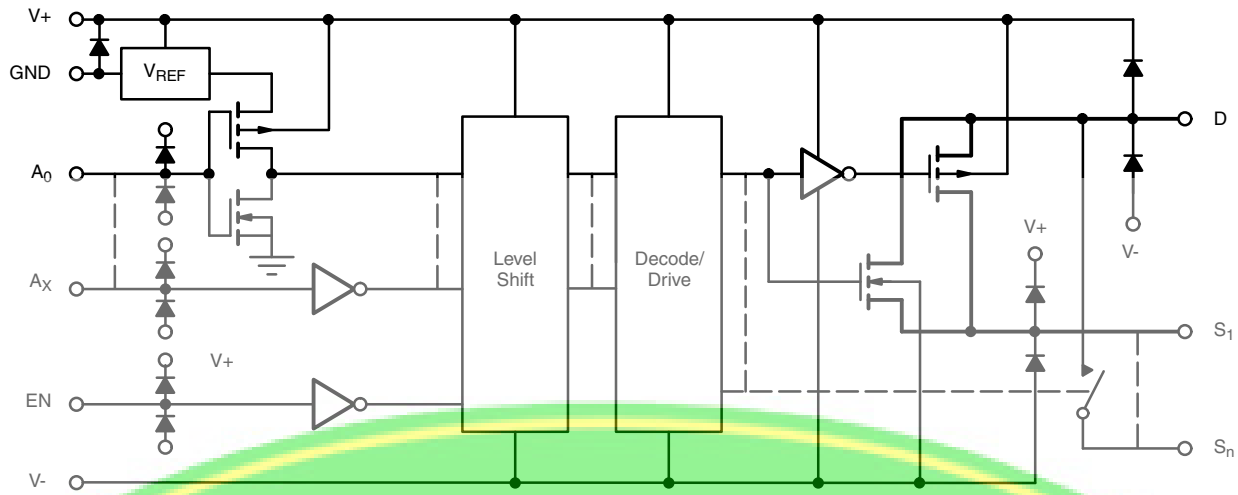 V+
GND
VREF
A0
Level
Shift
Decode/
Drive
D
V+
V-
AX
S1
V+
EN
Sn
V-